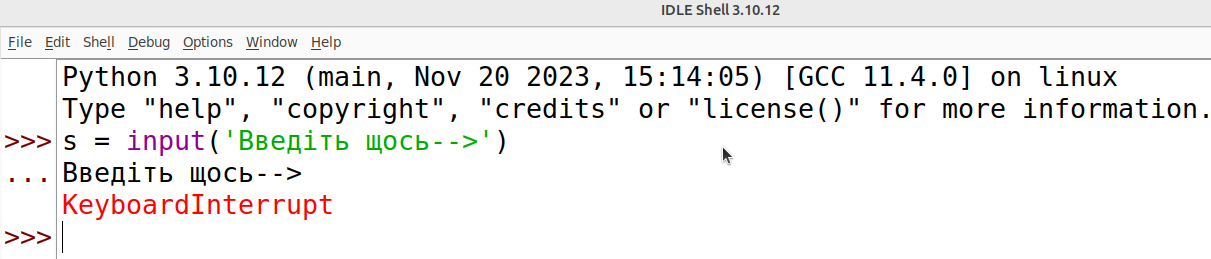 IDLE Shell 3.10.12
File Edit Shell Debug Options Window Help
Python 3.10.12 (main, Nov 20 2023, 15:14:05) [GCC 11.4.0] on linux
Type "help", "copyright", "credits" or "license()" for more information.
>>> s = input('Введіть щось-->')
... Введіть щось-->
KeyboardInterrupt
>>>